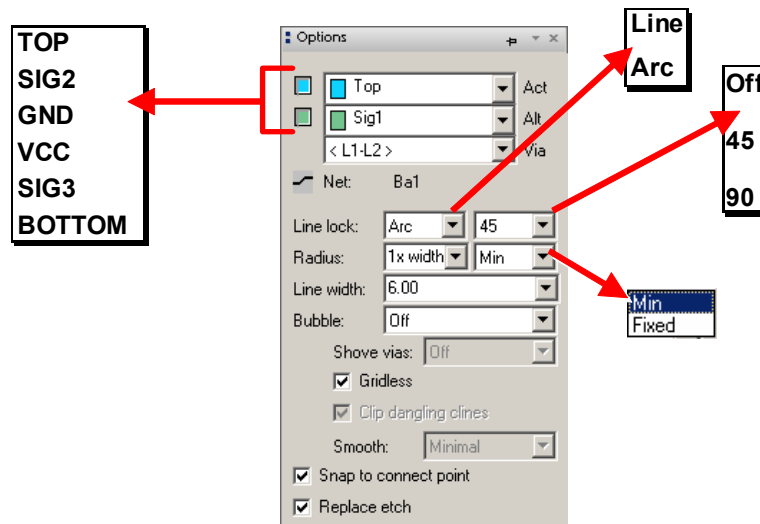 TOP
SIG2
GND
VCC
SIG3
BOTTOM
Options
Top
Act
Sig1
Alt
< L1-L2 >
Via
Net: Ba1
Line lock: Arc 45
Radius: 1x width Min
Line width: 6.00
Bubble: Off
Shove vias: Off
Gridless
Clip dangling clines
Smooth: Minimal
Snap to connect point
Replace etch
Line
Arc
Off
45
90
Min
Fixed